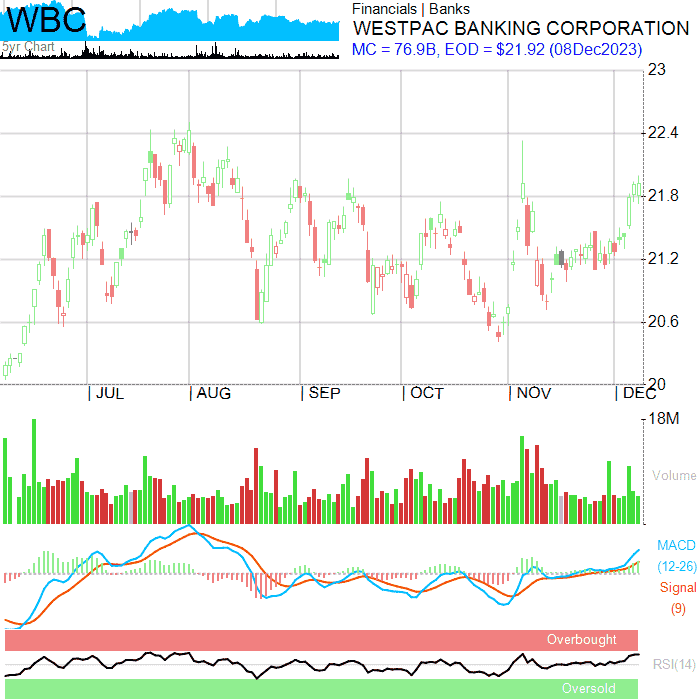 WBC
5yr Chart
Financials | Banks
WESTPAC BANKING CORPORATION
MC = 76.9B, EOD = $21.92 (08Dec2023)
23
22.4
21.8
21.2
20.6
20
JUL AUG SEP OCT NOV DEC
18M
Volume
MACD
(12-26)
Signal
(9)
Overbought
RSI(14)
Oversold